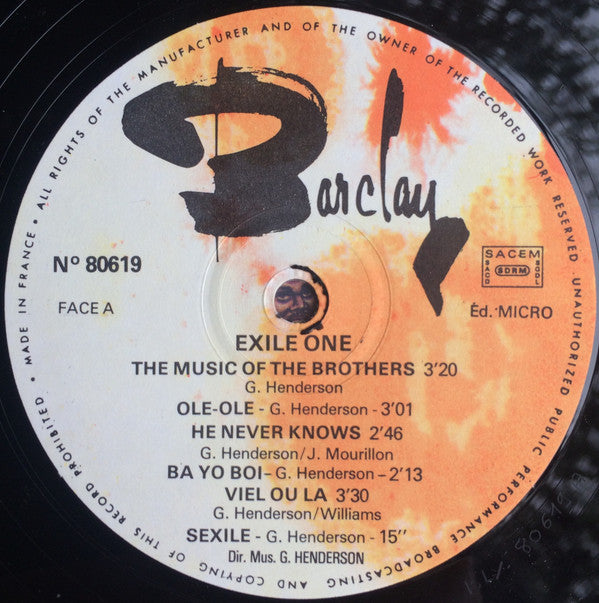 • MADE IN FRANCE • ALL RIGHTS OF THE MANUFACTURER AND OF THE OWNER OF THE RECORDED WORK RESERVED UNAUTHORIZED PUBLIC PERFORMANCE BROADCASTING AND COPYING OF THIS RECORD PROHIBITED
Barclay
Nº 80619
SACEM
SACD SDRM SGDL
FACE A
Éd. MICRO
EXILE ONE
THE MUSIC OF THE BROTHERS 3'20
G. Henderson
OLE-OLE - G. Henderson - 3'01
HE NEVER KNOWS 2'46
G. Henderson/J. Mourillon
BA YO BOI - G. Henderson - 2'13
VIEL OU LA 3'30
G. Henderson/Williams
SEXILE - G. Henderson - 15"
Dir. Mus. G. HENDERSON